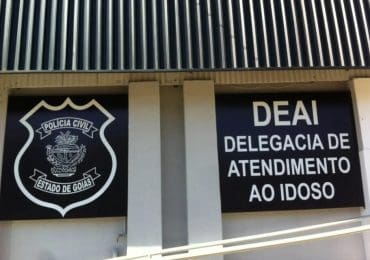 POLÍCIA CIVIL
ESTADO DE GOIÁS
DEAI
DELEGACIA DE
ATENDIMENTO
AO IDOSO